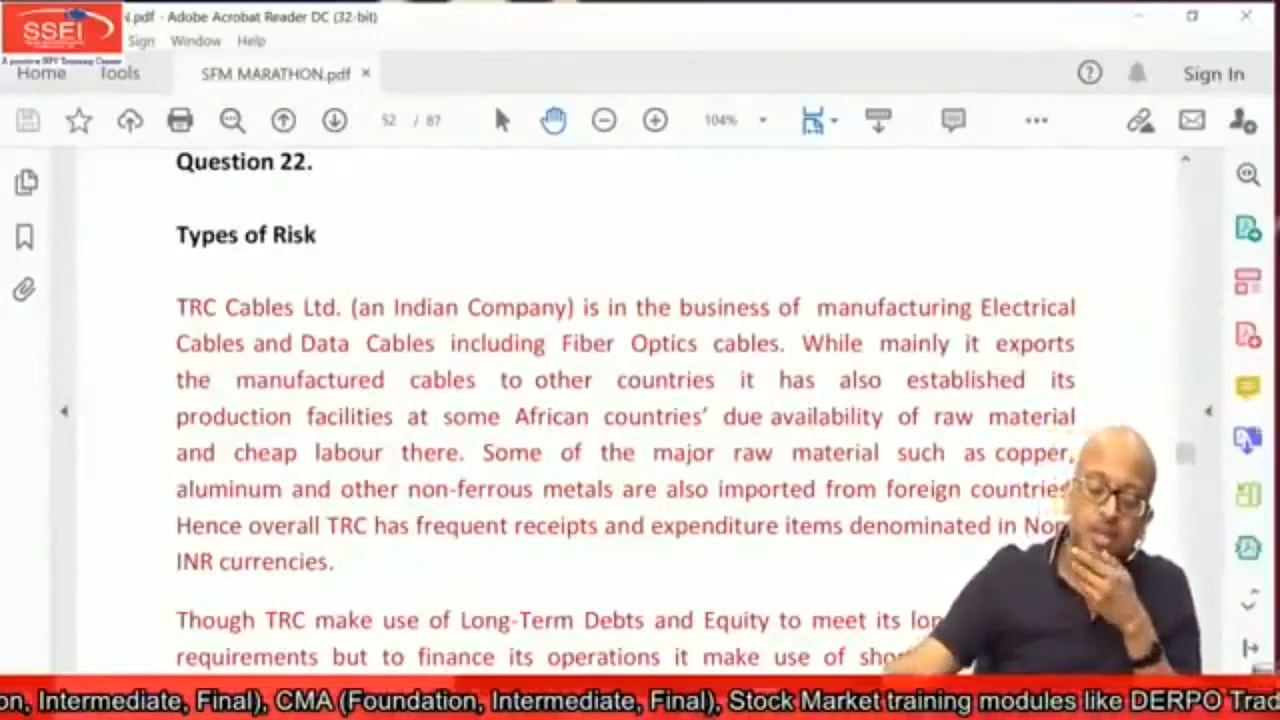 SSEI
A positive NPV Training Center
.pdf - Adobe Acrobat Reader DC (32-bit)
Sign Window Help
Home Tools SFM MARATHON.pdf × Sign In
52 / 87 104%
Question 22.
Types of Risk
TRC Cables Ltd. (an Indian Company) is in the business of manufacturing Electrical
Cables and Data Cables including Fiber Optics cables. While mainly it exports
the manufactured cables to other countries it has also established its
production facilities at some African countries’ due availability of raw material
and cheap labour there. Some of the major raw material such as copper,
aluminum and other non-ferrous metals are also imported from foreign countries
Hence overall TRC has frequent receipts and expenditure items denominated in Non
INR currencies.
Though TRC make use of Long-Term Debts and Equity to meet its
requirements but to finance its operations it make use of
on, Intermediate, Final), CMA (Foundation, Intermediate, Final), Stock Market training modules like DERPO Trad